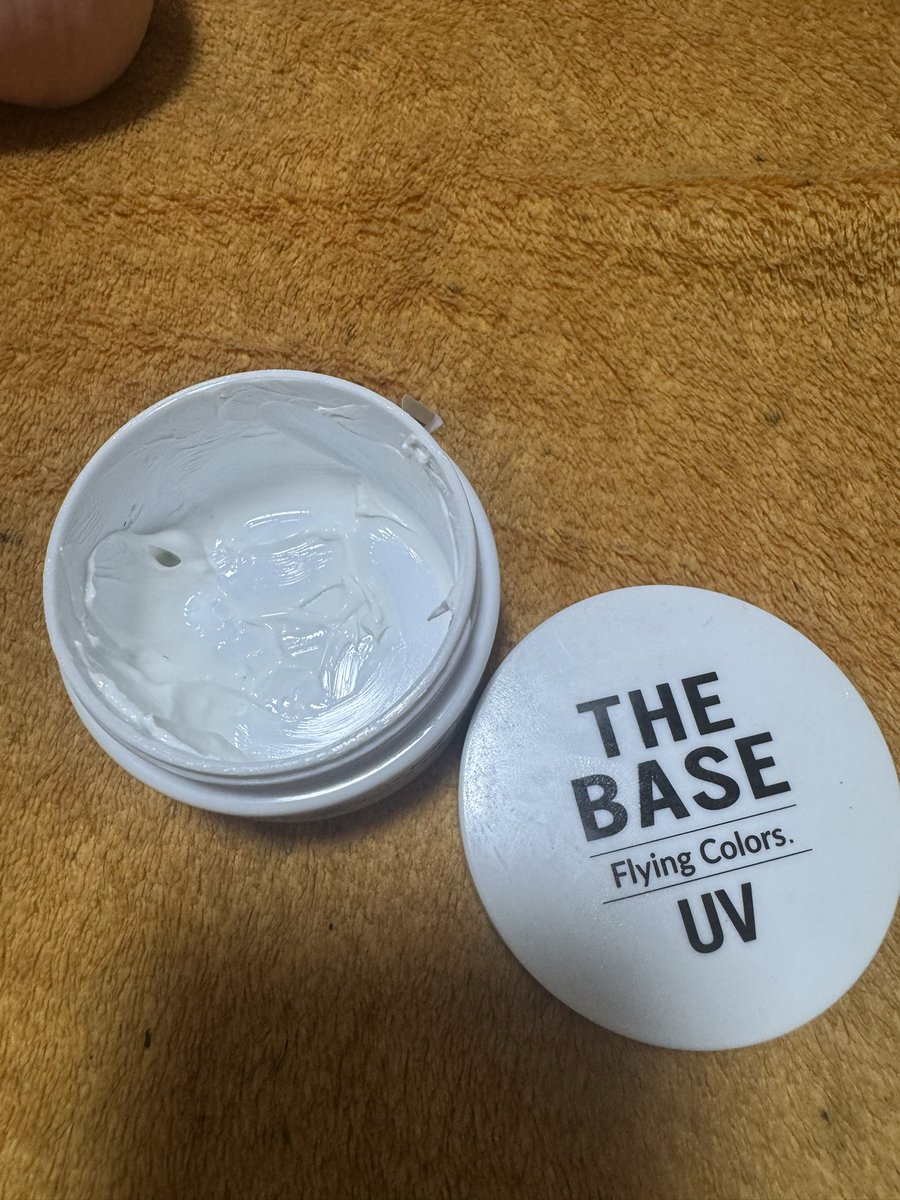 THE
BASE
Flying Colors.
UV